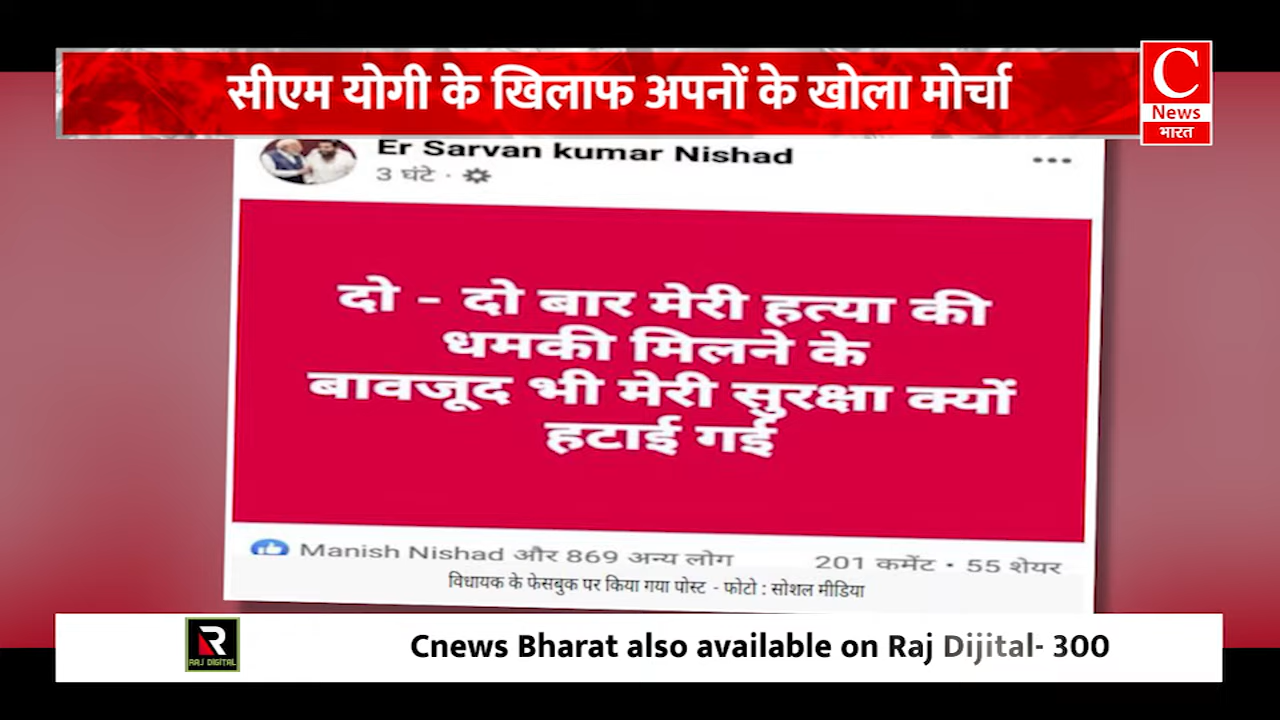 सीएम योगी के खिलाफ अपनों के खोला मोर्चा
C
News
भारत
Er Sarvan kumar Nishad
3 घंटे ·
दो - दो बार मेरी हत्या की
धमकी मिलने के
बावजूद भी मेरी सुरक्षा क्यों
हटाई गई
Manish Nishad और 869 अन्य लोग 201 कमेंट • 55 शेयर
विधायक के फेसबुक पर किया गया पोस्ट - फोटो : सोशल मीडिया
R
RAJ DIGITAL
Cnews Bharat also available on Raj Dijital- 300